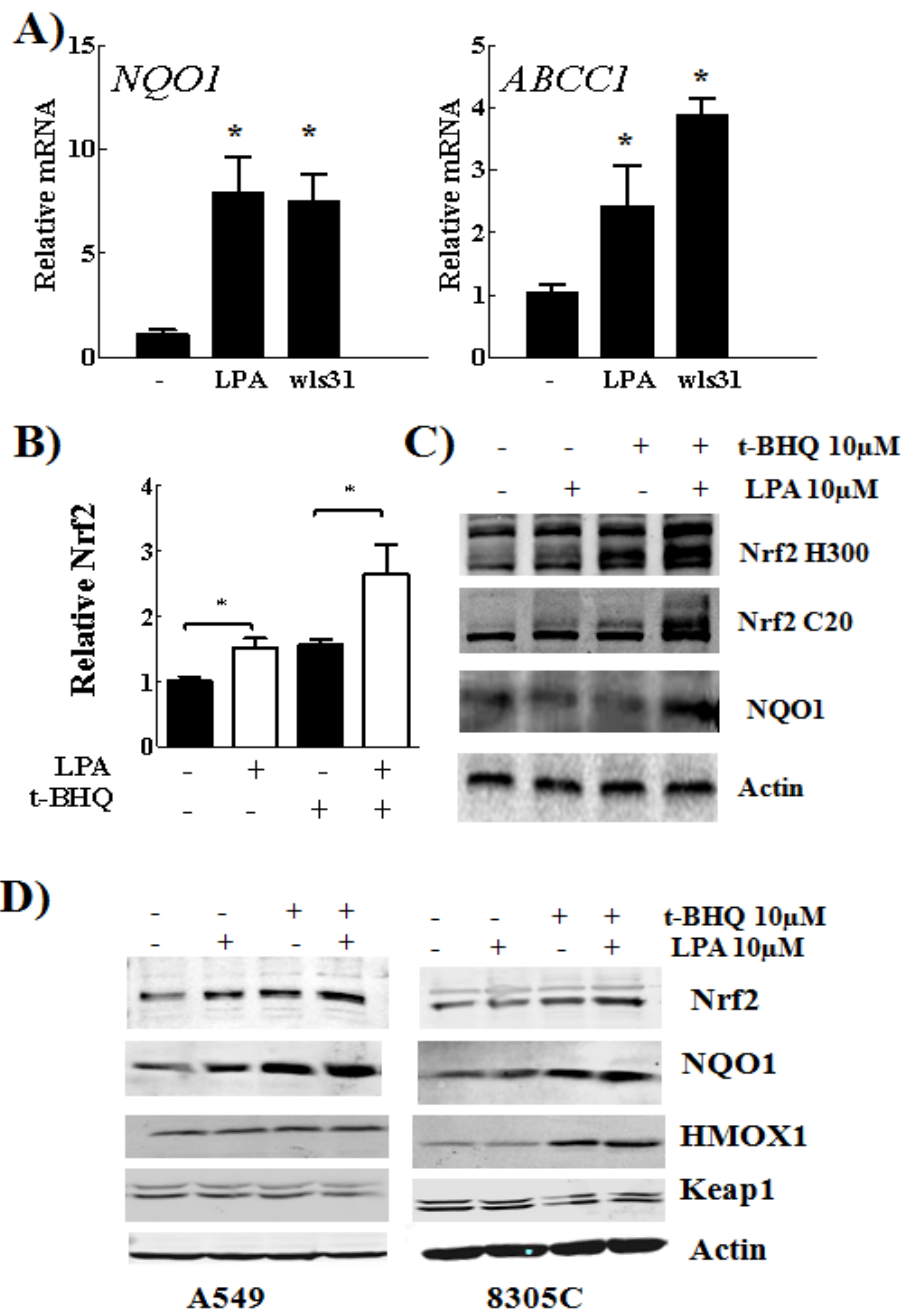 A)
15
10
5
0
Relative mRNA
NQO1
* *
- LPA wls31
5
4
3
2
1
0
Relative mRNA
ABCC1
* *
- LPA wls31
B)
4
3
2
1
0
Relative Nrf2
* *
LPA - + - +
t-BHQ - - + +
C)
- - + + t-BHQ 10µM
- + - + LPA 10µM
Nrf2 H300
Nrf2 C20
NQO1
Actin
D)
- - + + - - + + t-BHQ 10µM
- + - + - + - + LPA 10µM
Nrf2
NQO1
HMOX1
Keap1
Actin
A549 8305C